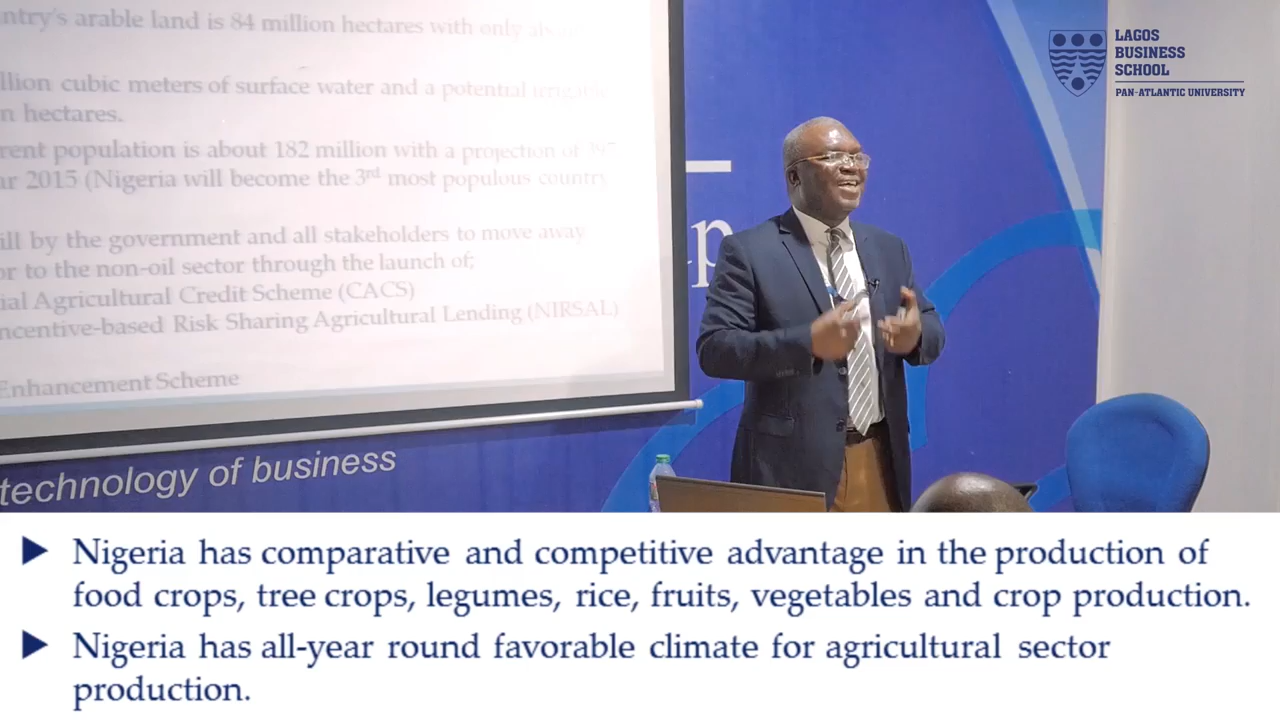 ntry's arable land is 84 million hectares with only
llion cubic meters of surface water and a potential irrigable
n hectares.
rent population is about 182 million with a projection of
ar 2015 (Nigeria will become the 3rd most populous country
ill by the government and all stakeholders to move away
or to the non-oil sector through the launch of;
ial Agricultural Credit Scheme (CACS)
ncentive-based Risk Sharing Agricultural Lending (NIRSAL)
Enhancement Scheme
technology of business
LAGOS
BUSINESS
SCHOOL
PAN-ATLANTIC UNIVERSITY
▶ Nigeria has comparative and competitive advantage in the production of
food crops, tree crops, legumes, rice, fruits, vegetables and crop production.
▶ Nigeria has all-year round favorable climate for agricultural sector
production.